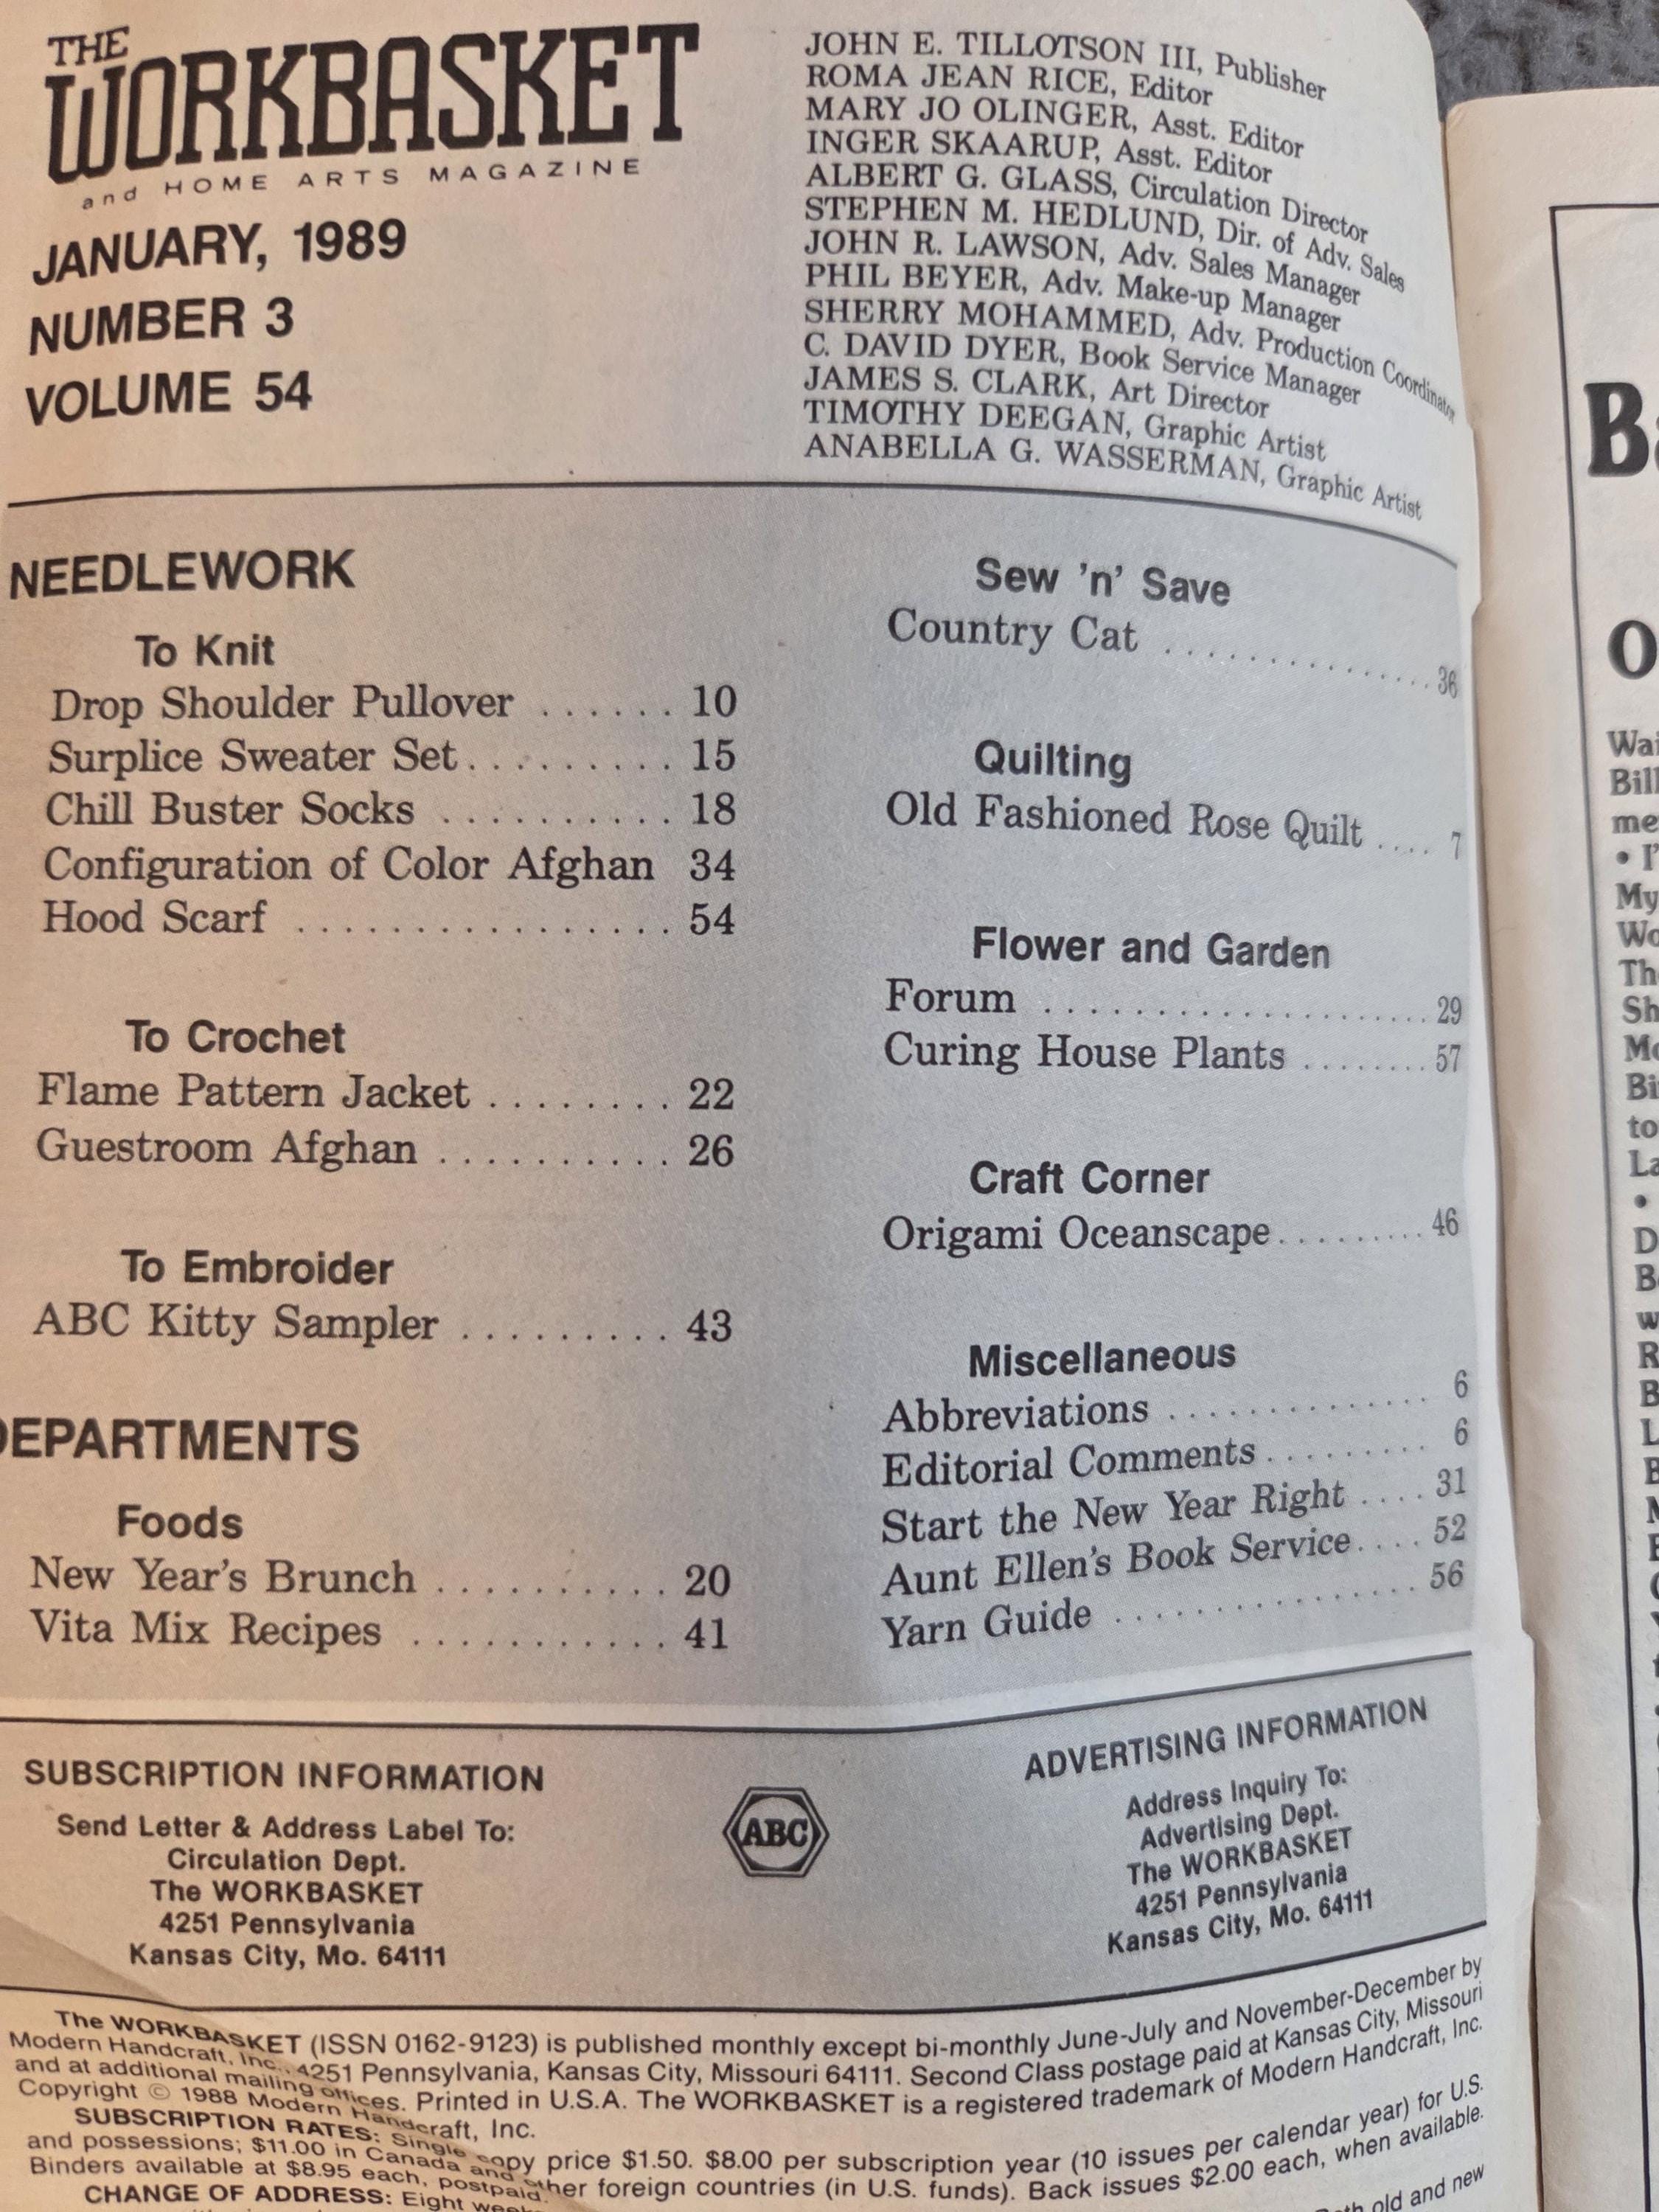 THE
WORKBASKET
and HOME ARTS MAGAZINE
JANUARY, 1989
NUMBER 3
VOLUME 54
JOHN E. TILLOTSON III, Publisher
ROMA JEAN RICE, Editor
MARY JO OLINGER, Asst. Editor
INGER SKAARUP, Asst. Editor
ALBERT G. GLASS, Circulation Director
STEPHEN M. HEDLUND, Dir. of Adv. Sales
JOHN R. LAWSON, Adv. Sales Manager
PHIL BEYER, Adv. Make-up Manager
SHERRY MOHAMMED, Adv. Production Coordinator
C. DAVID DYER, Book Service Manager
JAMES S. CLARK, Art Director
TIMOTHY DEEGAN, Graphic Artist
ANABELLA G. WASSERMAN, Graphic Artist
NEEDLEWORK
To Knit
Drop Shoulder Pullover ...... 10
Surplice Sweater Set......... 15
Chill Buster Socks .......... 18
Configuration of Color Afghan 34
Hood Scarf ................ 54
To Crochet
Flame Pattern Jacket ........ 22
Guestroom Afghan .......... 26
To Embroider
ABC Kitty Sampler ......... 43
DEPARTMENTS
Foods
New Year's Brunch .......... 20
Vita Mix Recipes ........... 41
Sew 'n' Save
Country Cat .............. 36
Quilting
Old Fashioned Rose Quilt .... 7
Flower and Garden
Forum .................... 29
Curing House Plants ........ 57
Craft Corner
Origami Oceanscape......... 46
Miscellaneous
Abbreviations .............. 6
Editorial Comments......... 6
Start the New Year Right .... 31
Aunt Ellen's Book Service.... 52
Yarn Guide ............... 56
SUBSCRIPTION INFORMATION
Send Letter & Address Label To:
Circulation Dept.
The WORKBASKET
4251 Pennsylvania
Kansas City, Mo. 64111
ABC
ADVERTISING INFORMATION
Address Inquiry To:
Advertising Dept.
The WORKBASKET
4251 Pennsylvania
Kansas City, Mo. 64111
The WORKBASKET (ISSN 0162-9123) is published monthly except bi-monthly June-July and November-December by
Modern Handcraft, Inc., 4251 Pennsylvania, Kansas City, Missouri 64111. Second Class postage paid at Kansas City, Missouri
and at additional mailing offices. Printed in U.S.A. The WORKBASKET is a registered trademark of Modern Handcraft, Inc.
Copyright © 1988 Modern Handcraft, Inc.
SUBSCRIPTION RATES: Single copy price $1.50. $8.00 per subscription year (10 issues per calendar year) for U.S.
and possessions; $11.00 in Canada and other foreign countries (in U.S. funds). Back issues $2.00 each, when available.
Binders available at $8.95 each, postpaid.
CHANGE OF ADDRESS: Eight old and new